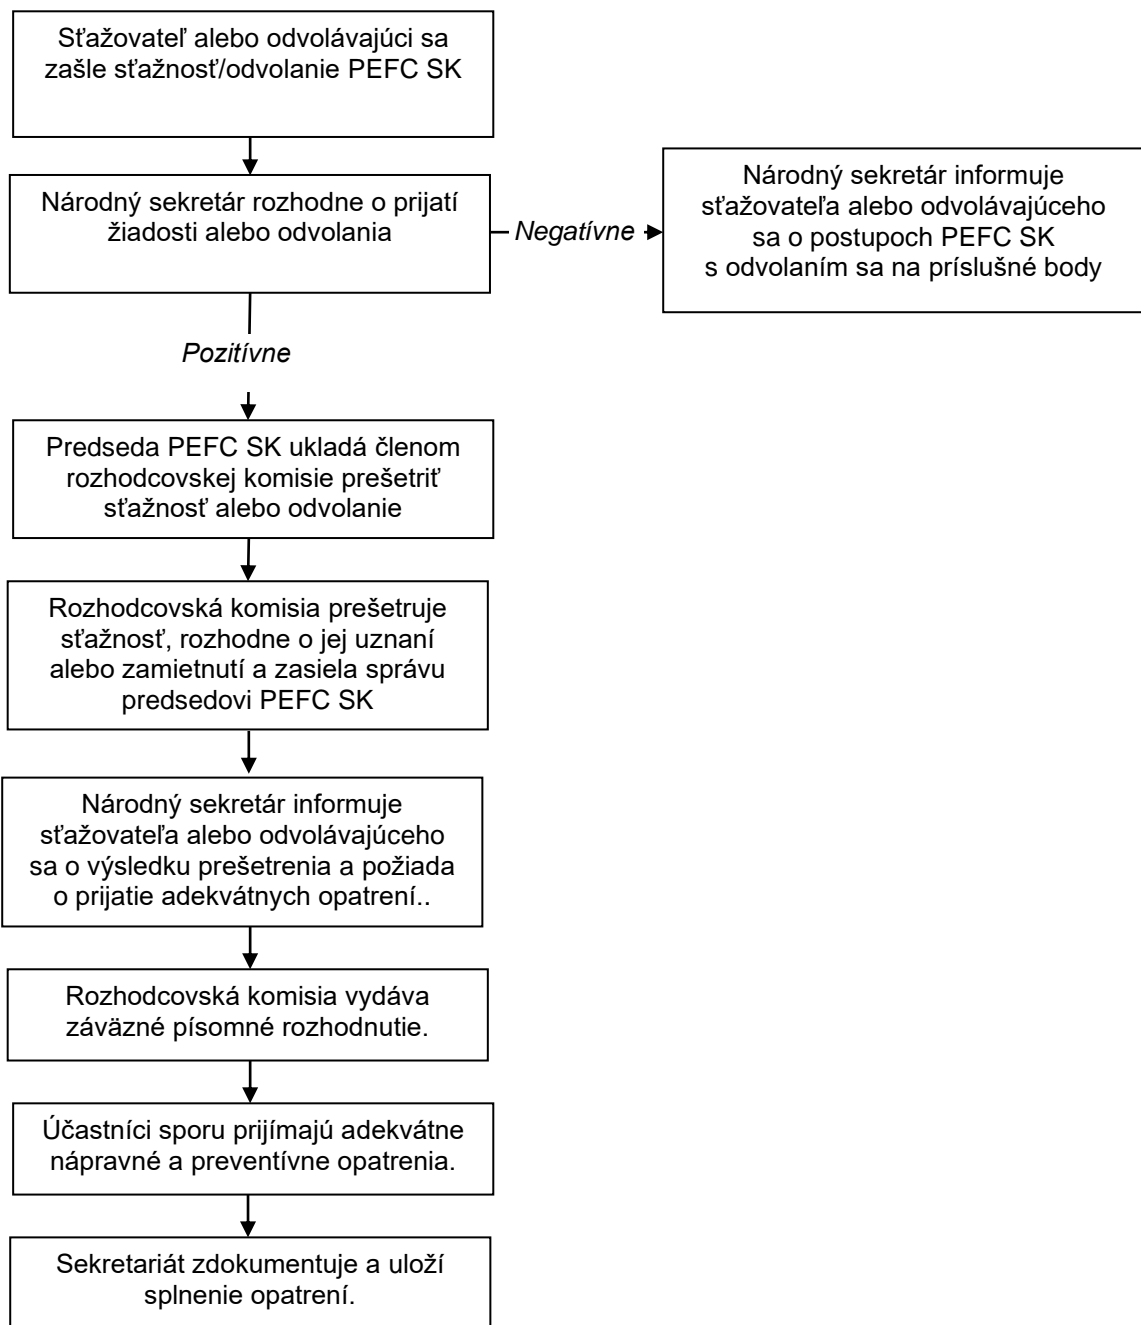 Sťažovateľ alebo odvolávajúci sa
zašle sťažnosť/odvolanie PEFC SK
Národný sekretár rozhodne o prijatí
žiadosti alebo odvolania
Negatívne
Národný sekretár informuje
sťažovateľa alebo odvolávajúceho
sa o postupoch PEFC SK
s odvolaním sa na príslušné body
Pozitívne
Predseda PEFC SK ukladá členom
rozhodcovskej komisie prešetriť
sťažnosť alebo odvolanie
Rozhodcovská komisia prešetruje
sťažnosť, rozhodne o jej uznaní
alebo zamietnutí a zasiela správu
predsedovi PEFC SK
Národný sekretár informuje
sťažovateľa alebo odvolávajúceho
sa o výsledku prešetrenia a požiada
o prijatie adekvátnych opatrení..
Rozhodcovská komisia vydáva
záväzné písomné rozhodnutie.
Účastníci sporu prijímajú adekvátne
nápravné a preventívne opatrenia.
Sekretariát zdokumentuje a uloží
splnenie opatrení.